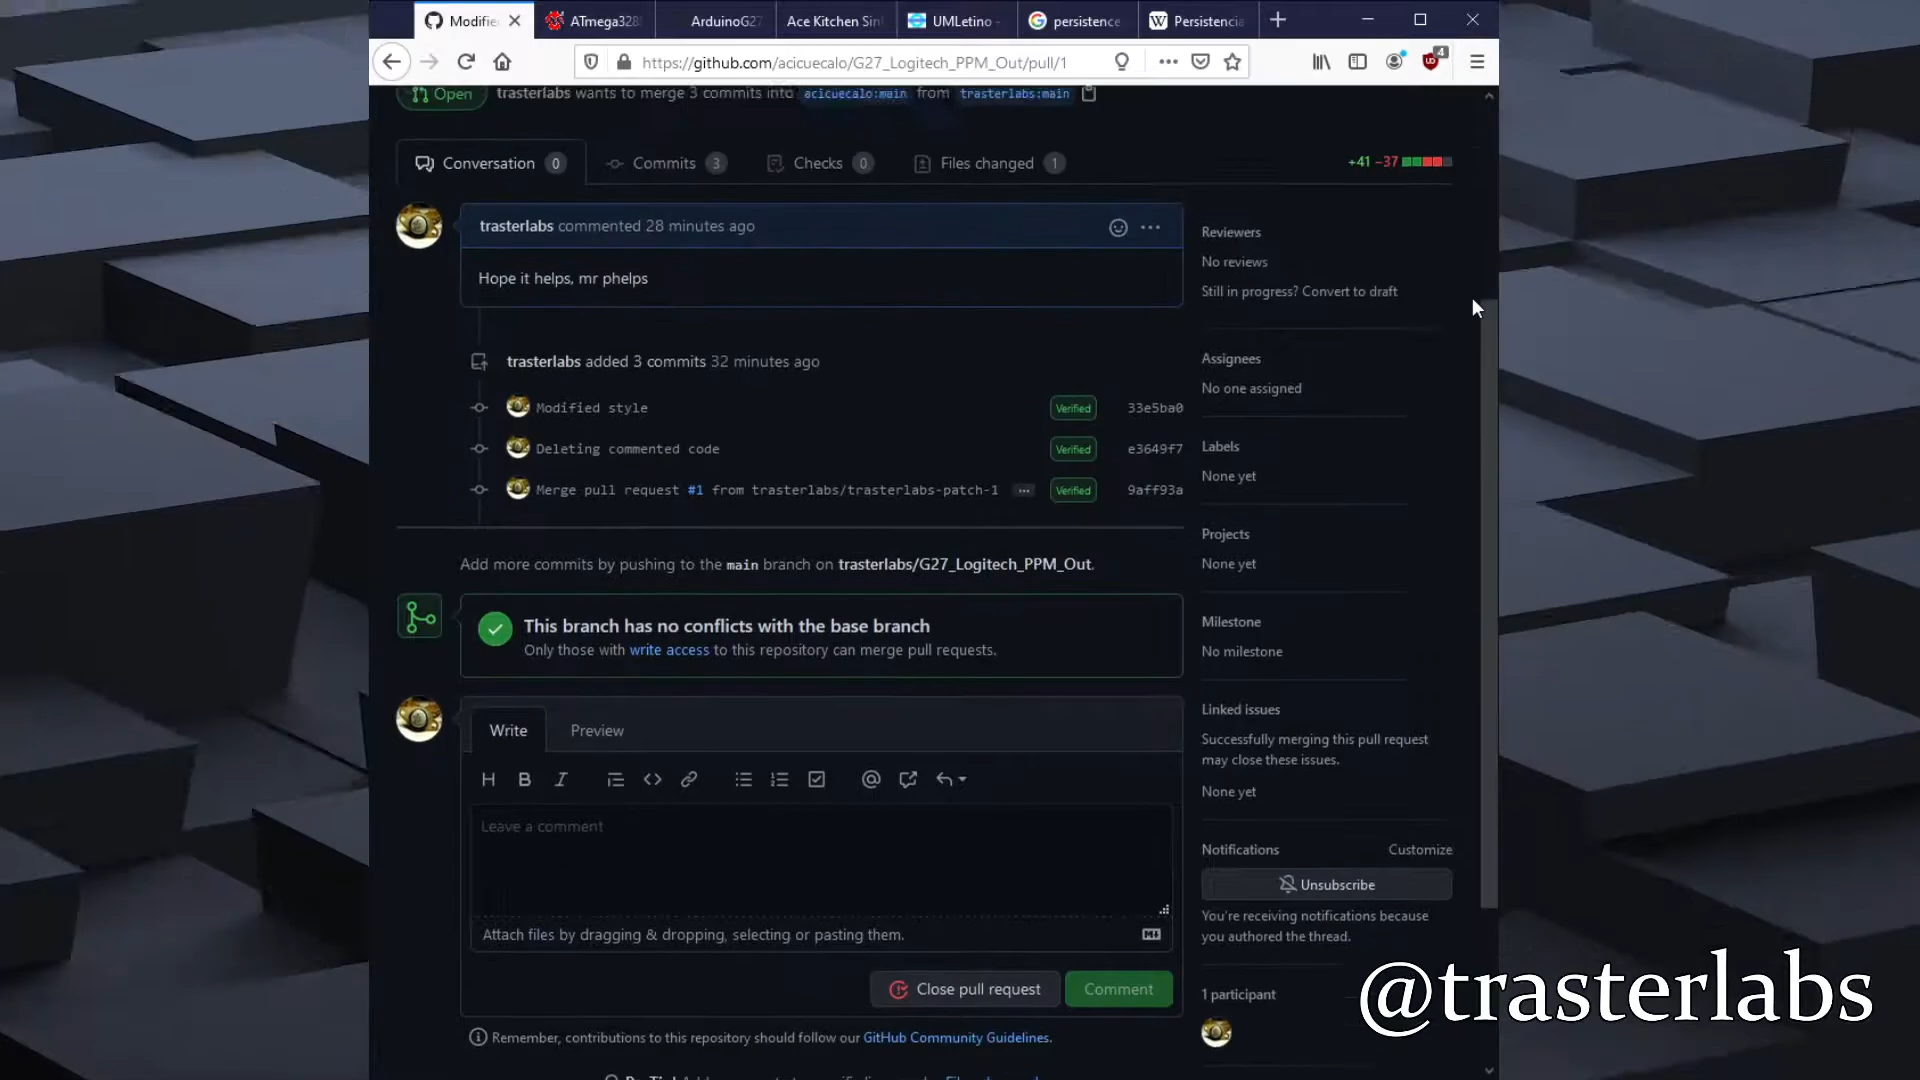 Modifie
ATmega328
ArduinoG27
Ace Kitchen Sin
UMLetino -
persistence
Persistencia
https://github.com/acicuecalo/G27_Logitech_PPM_Out/pull/1
4
Open
trasterlabs wants to merge 3 commits into acicuecalo:main from trasterlabs:main
Conversation 0
Commits 3
Checks 0
Files changed 1
+41 −37
trasterlabs commented 28 minutes ago
Hope it helps, mr phelps
trasterlabs added 3 commits 32 minutes ago
Modified style Verified 33e5ba0
Deleting commented code Verified e3649f7
Merge pull request #1 from trasterlabs/trasterlabs-patch-1 ... Verified 9aff93a
Add more commits by pushing to the main branch on trasterlabs/G27_Logitech_PPM_Out.
This branch has no conflicts with the base branch
Only those with write access to this repository can merge pull requests.
Write
Preview
H B I
Leave a comment
Attach files by dragging & dropping, selecting or pasting them.
Close pull request
Comment
Remember, contributions to this repository should follow our GitHub Community Guidelines.
Reviewers
No reviews
Still in progress? Convert to draft
Assignees
No one assigned
Labels
None yet
Projects
None yet
Milestone
No milestone
Linked issues
Successfully merging this pull request
may close these issues.
None yet
Notifications
Customize
Unsubscribe
You're receiving notifications because
you authored the thread.
1 participant
@trasterlabs